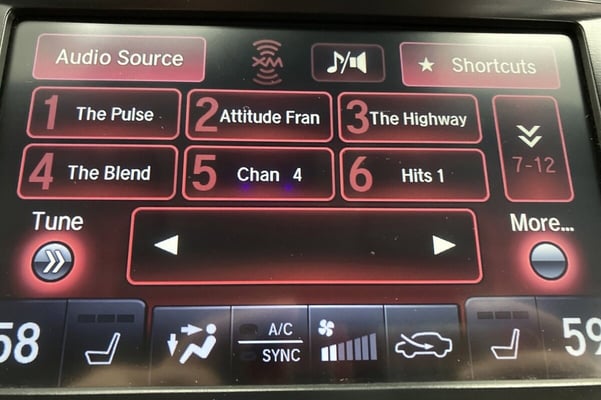 Audio Source
XM
★ Shortcuts
1 The Pulse
2 Attitude Fran
3 The Highway
4 The Blend
5 Chan 4
6 Hits 1
7-12
Tune
More...
58
A/C
SYNC
59